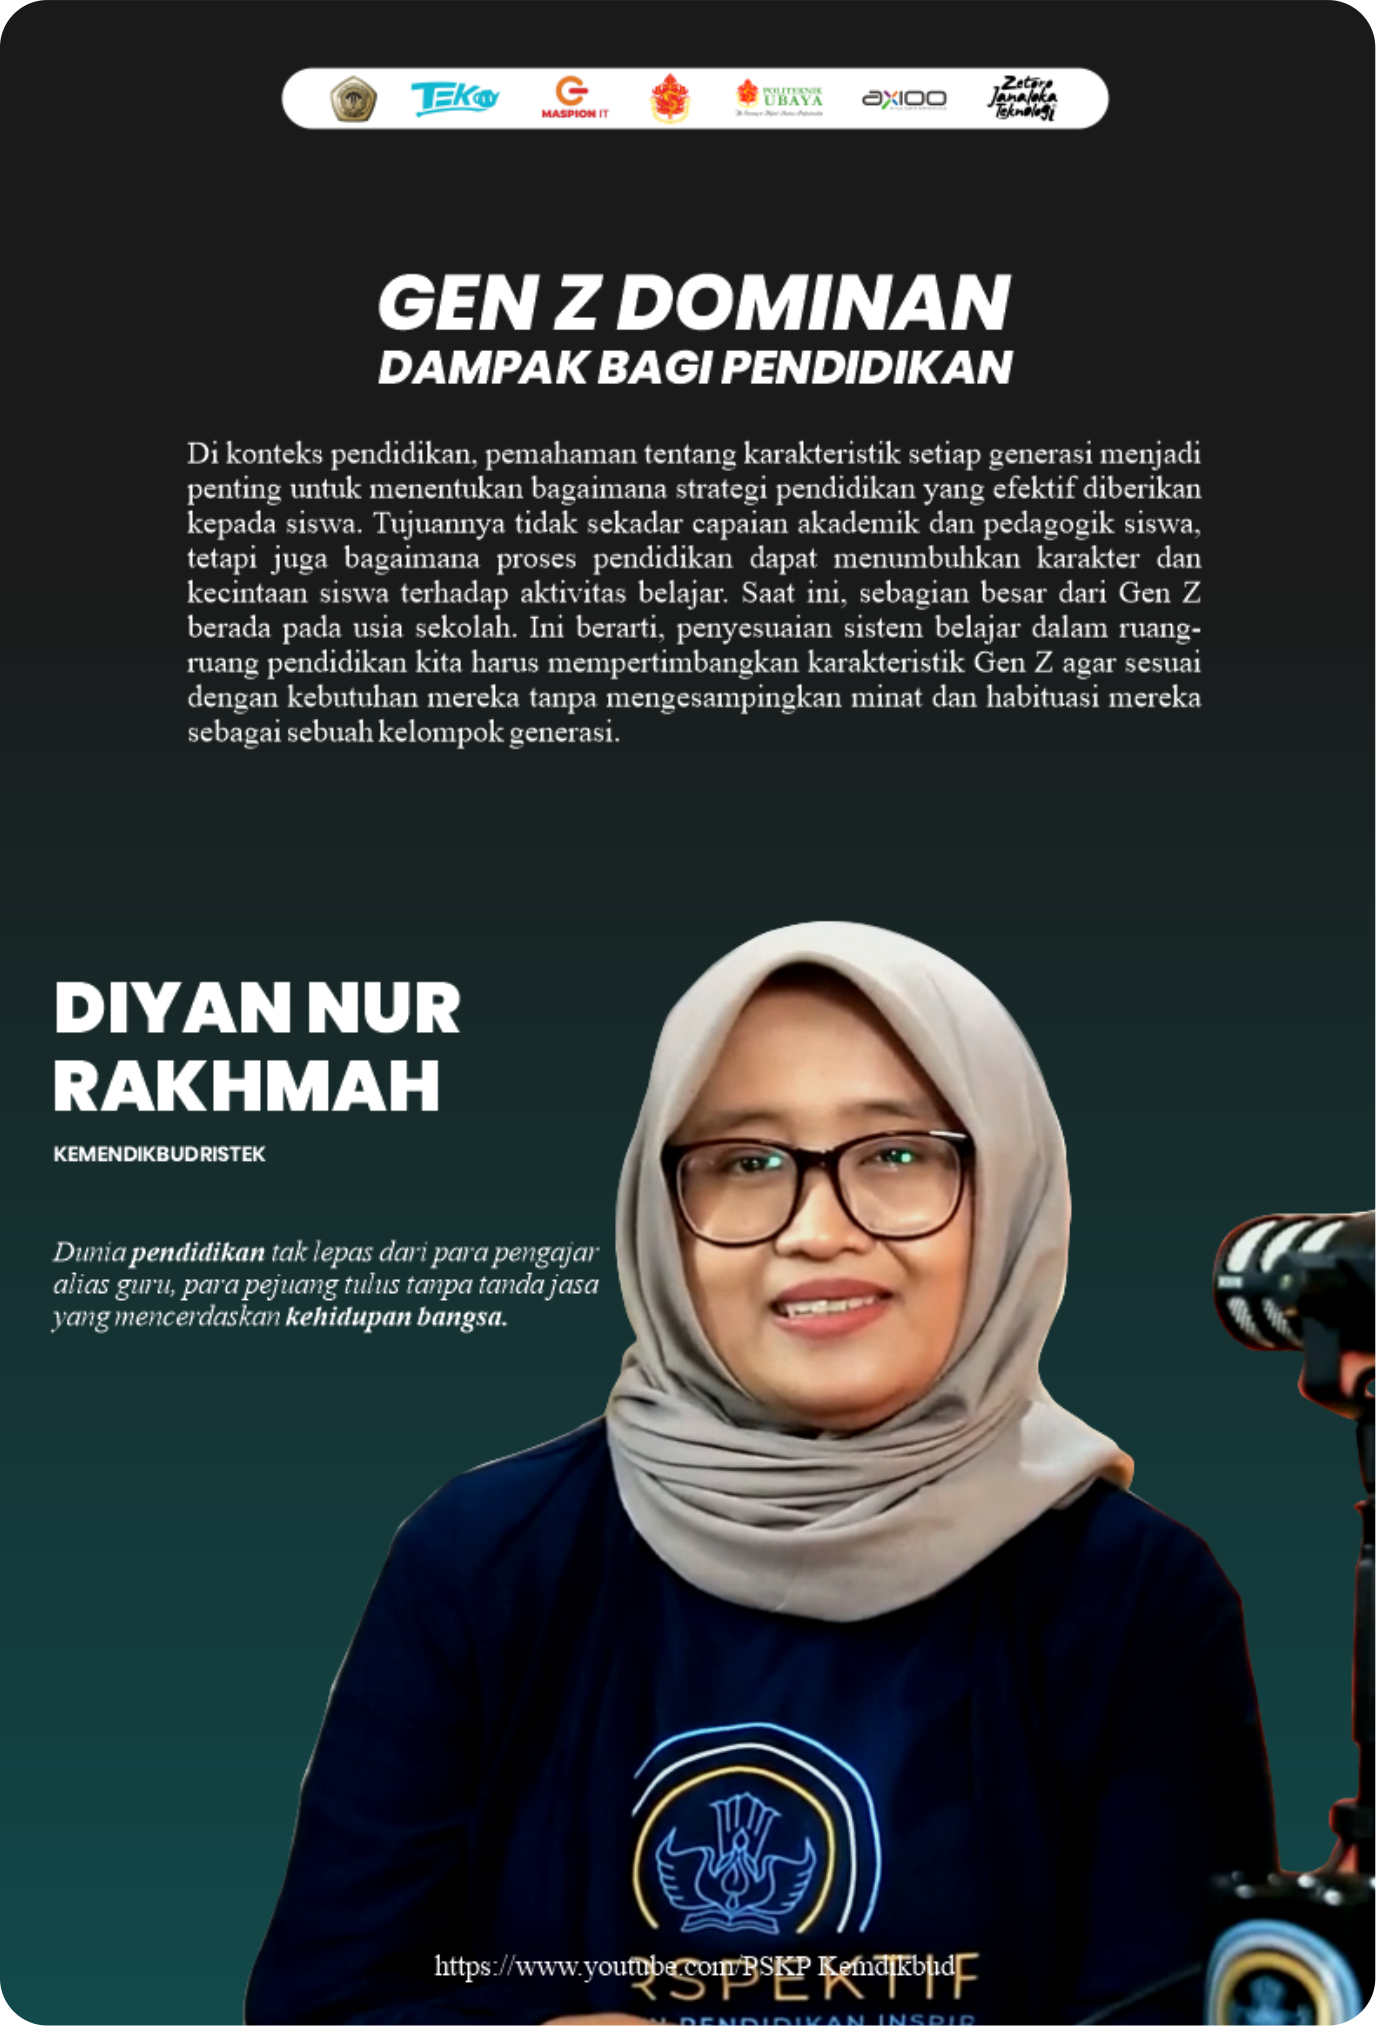 TEKO
MASPION IT
POLITEKNIK
UBAYA
AXIOO
Zetoro
Janaloka
Teknologi
GEN Z DOMINAN
DAMPAK BAGI PENDIDIKAN
Di konteks pendidikan, pemahaman tentang karakteristik setiap generasi menjadi
penting untuk menentukan bagaimana strategi pendidikan yang efektif diberikan
kepada siswa. Tujuannya tidak sekadar capaian akademik dan pedagogik siswa,
tetapi juga bagaimana proses pendidikan dapat menumbuhkan karakter dan
kecintaan siswa terhadap aktivitas belajar. Saat ini, sebagian besar dari Gen Z
berada pada usia sekolah. Ini berarti, penyesuaian sistem belajar dalam ruang-
ruang pendidikan kita harus mempertimbangkan karakteristik Gen Z agar sesuai
dengan kebutuhan mereka tanpa mengesampingkan minat dan habituasi mereka
sebagai sebuah kelompok generasi.
DIYAN NUR
RAKHMAH
KEMENDIKBUDRISTEK
Dunia pendidikan tak lepas dari para pengajar
alias guru, para pejuang tulus tanpa tanda jasa
yang mencerdaskan kehidupan bangsa.
https://www.youtube.com/PSKP Kemdikbud
RSPEKTIF
N PENDIDIKAN INSPIR